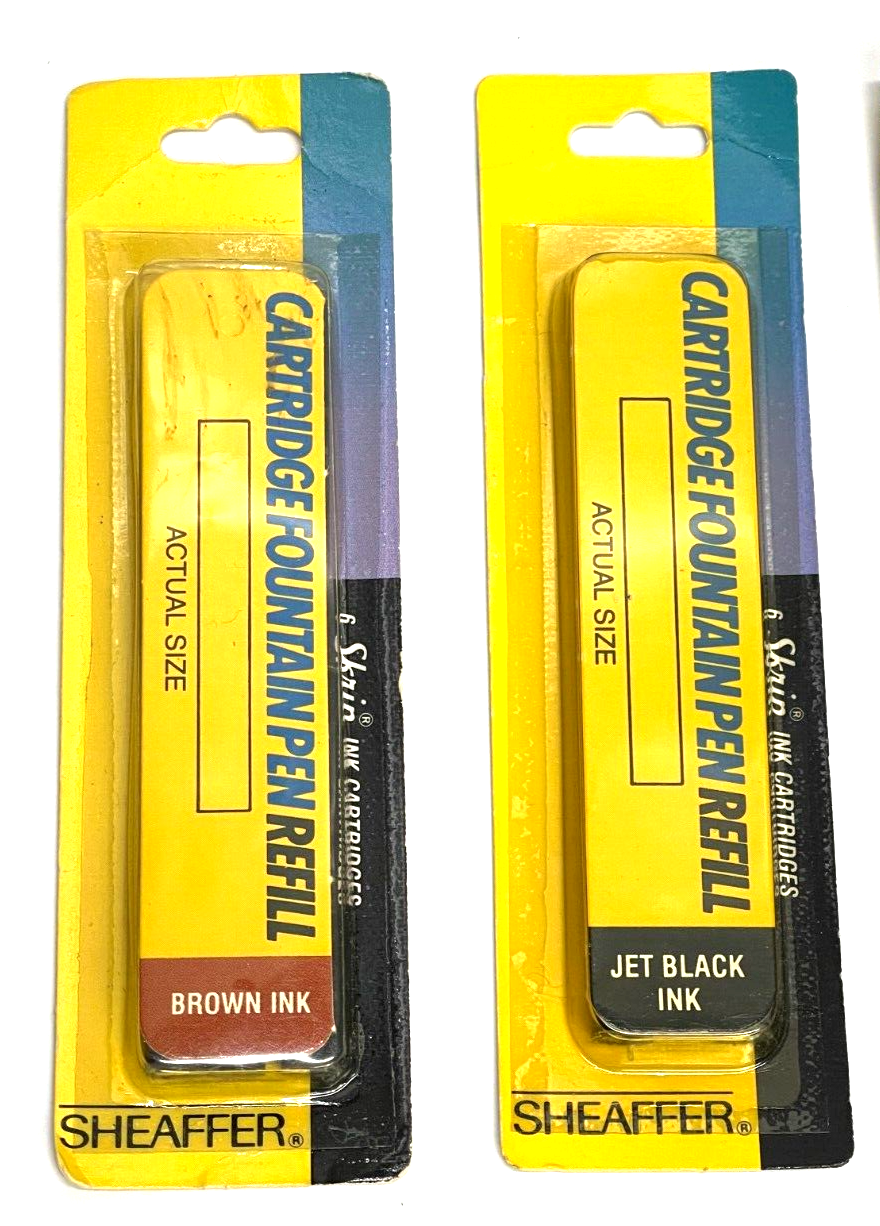 CARTRIDGE FOUNTAIN PEN REFILL
ACTUAL SIZE
6 Skrip® INK CARTRIDGES
BROWN INK
SHEAFFER®
CARTRIDGE FOUNTAIN PEN REFILL
ACTUAL SIZE
6 Skrip® INK CARTRIDGES
JET BLACK
INK
SHEAFFER®